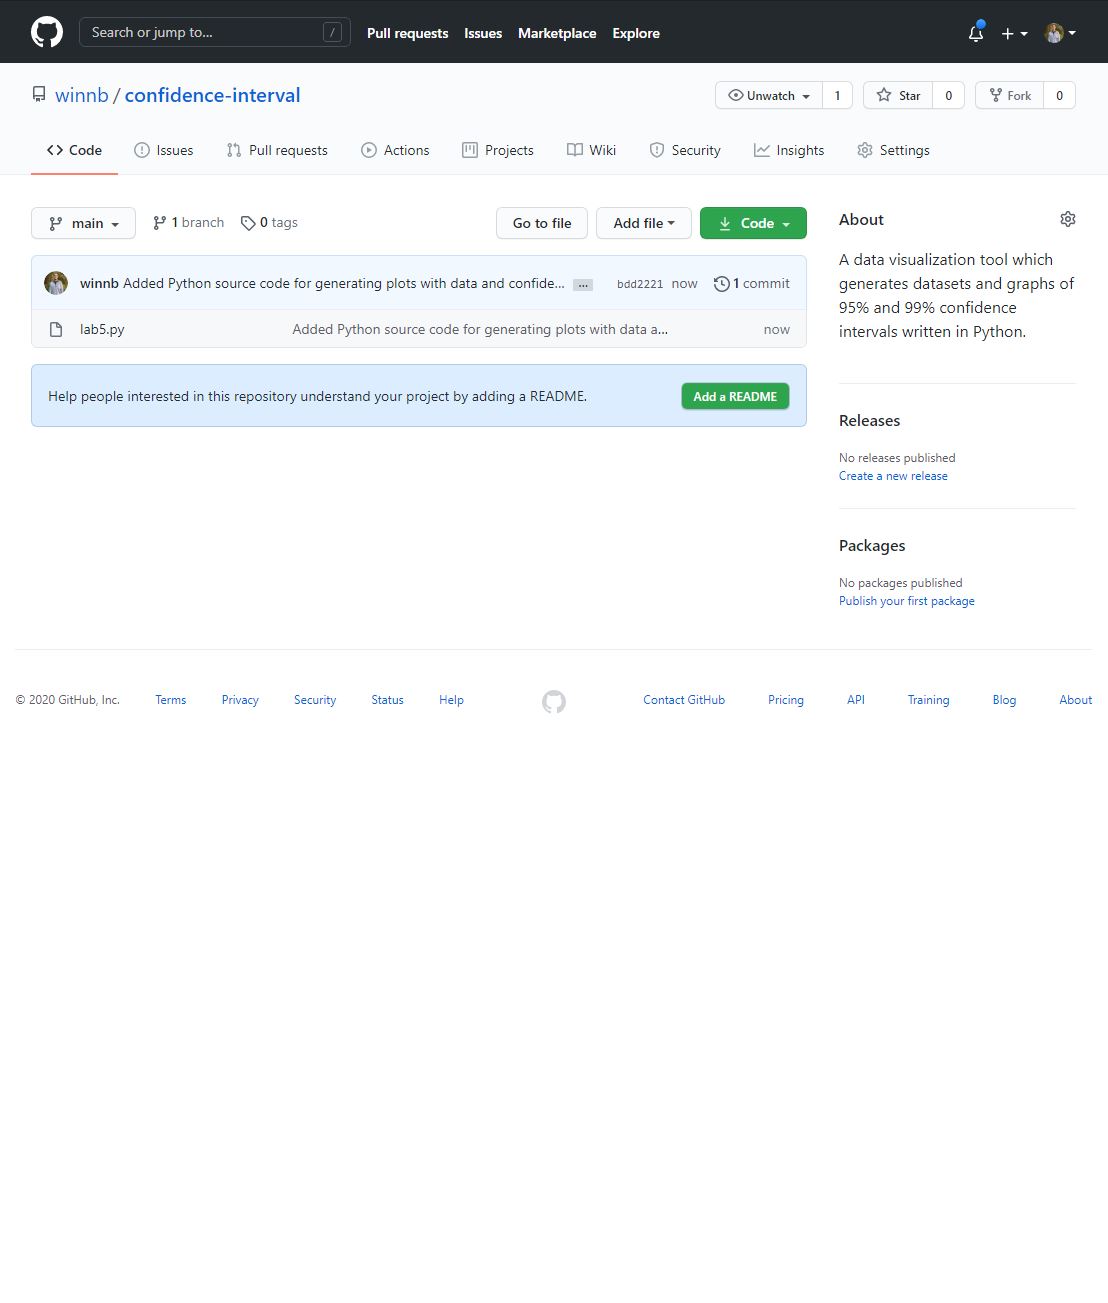 Search or jump to... / Pull requests Issues Marketplace Explore
winnb / confidence-interval Unwatch 1 Star 0 Fork 0
Code Issues Pull requests Actions Projects Wiki Security Insights Settings
main 1 branch 0 tags Go to file Add file Code
winnb Added Python source code for generating plots with data and confide... ... bdd2221 now 1 commit
lab5.py Added Python source code for generating plots with data a... now
Help people interested in this repository understand your project by adding a README. Add a README
About
A data visualization tool which
generates datasets and graphs of
95% and 99% confidence
intervals written in Python.
Releases
No releases published
Create a new release
Packages
No packages published
Publish your first package
© 2020 GitHub, Inc. Terms Privacy Security Status Help Contact GitHub Pricing API Training Blog About